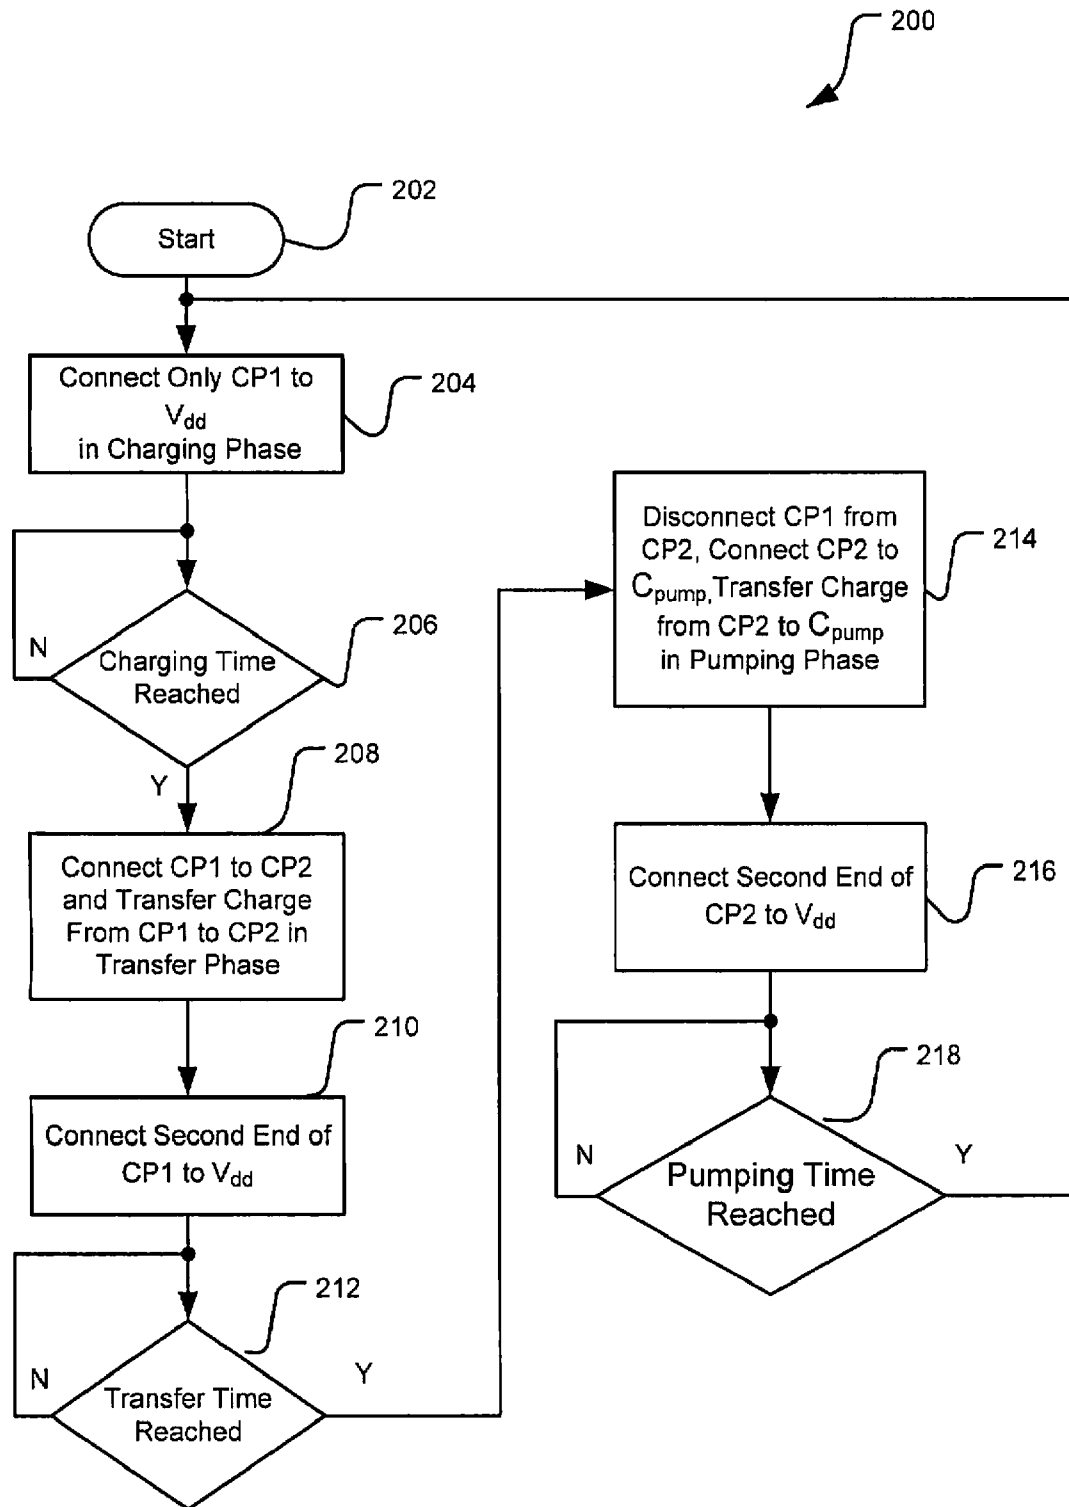 200
202
Start
Connect Only CP1 to
Vdd
in Charging Phase
204
N
Charging Time
Reached
206
Y
208
Connect CP1 to CP2
and Transfer Charge
From CP1 to CP2 in
Transfer Phase
210
Connect Second End of
CP1 to Vdd
212
N
Transfer Time
Reached
Y
Disconnect CP1 from
CP2, Connect CP2 to
Cpump,Transfer Charge
from CP2 to Cpump
in Pumping Phase
214
Connect Second End of
CP2 to Vdd
216
218
N
Pumping Time
Reached
Y